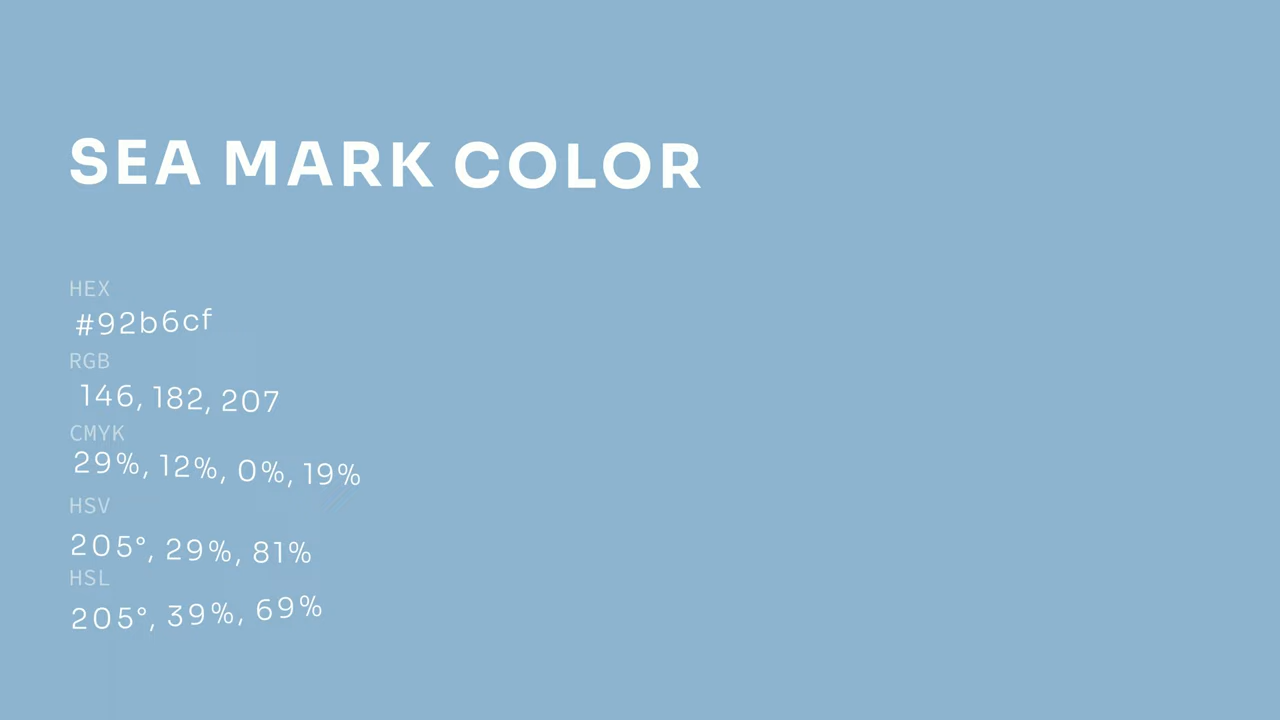 SEA MARK COLOR
HEX
#92b6cf
RGB
146, 182, 207
CMYK
29%, 12%, 0%, 19%
HSV
205°, 29%, 81%
HSL
205°, 39%, 69%